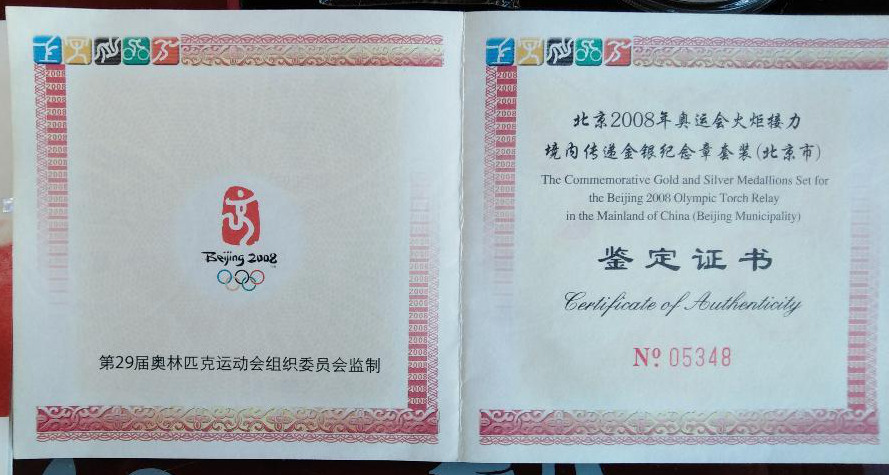 Beijing 2008
第29届奥林匹克运动会组织委员会监制
北京2008年奥运会火炬接力
境内传递金银纪念章套装(北京市)
The Commemorative Gold and Silver Medallions Set for
the Beijing 2008 Olympic Torch Relay
in the Mainland of China (Beijing Municipality)
鉴定证书
Certificate of Authenticity
Nº 05348